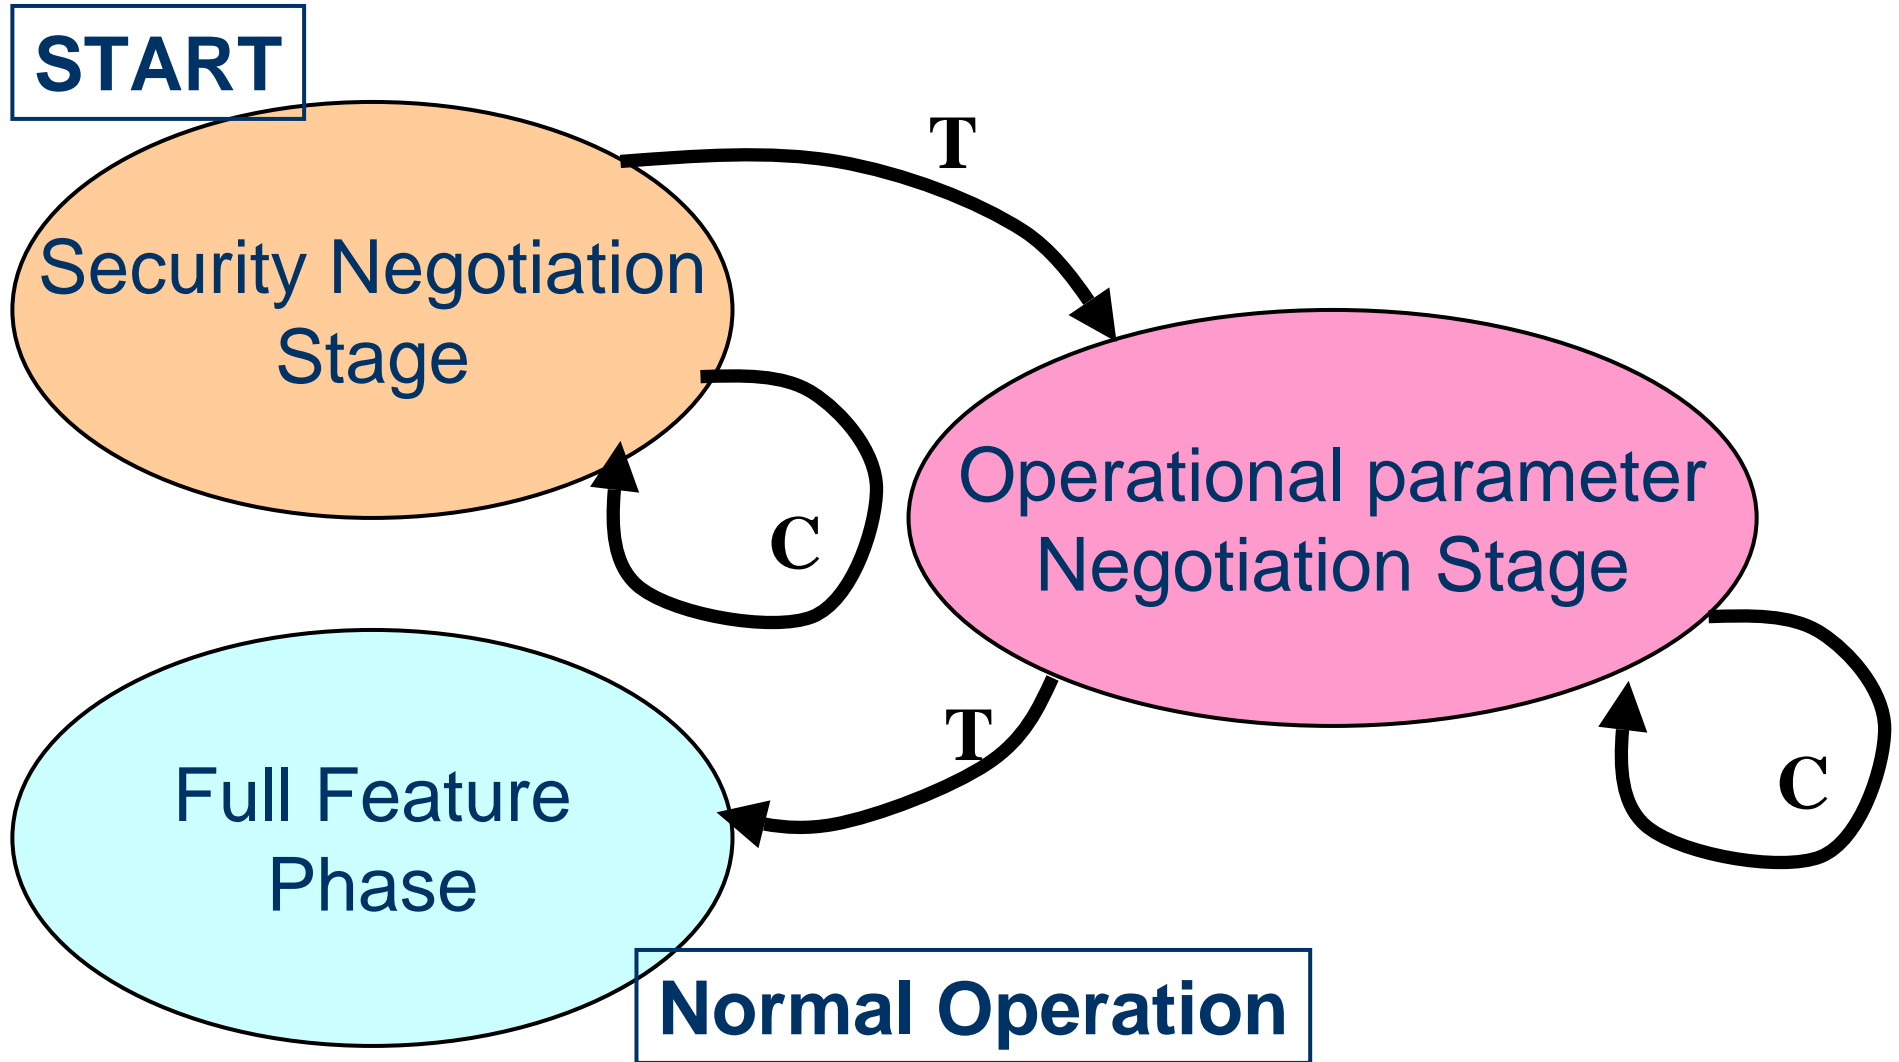 START
T
Security Negotiation
Stage
C
Operational parameter
Negotiation Stage
C
T
Full Feature
Phase
Normal Operation